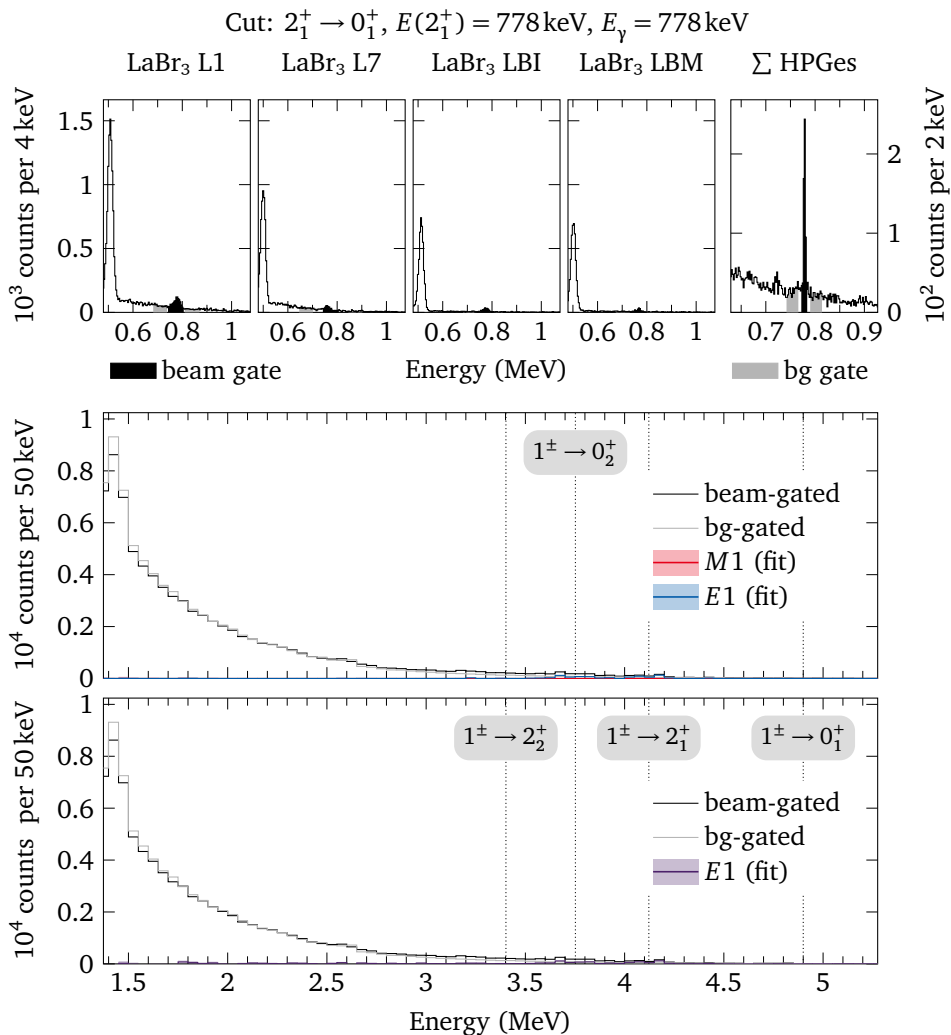 Cut: 2₁⁺ → 0₁⁺, E(2₁⁺) = 778 keV, Eᵧ = 778 keV
LaBr₃ L1 LaBr₃ L7 LaBr₃ LBI LaBr₃ LBM ∑ HPGes
10³ counts per 4 keV
1.5
1
0.5
0
2
1
0
10² counts per 2 keV
0.6 0.8 1 0.6 0.8 1 0.6 0.8 1 0.6 0.8 1 0.7 0.8 0.9
beam gate Energy (MeV) bg gate
10⁴ counts per 50 keV
1
0.8
0.6
0.4
0.2
0
1± → 0₂⁺
beam-gated
bg-gated
M1 (fit)
E1 (fit)
10⁴ counts per 50 keV
1
0.8
0.6
0.4
0.2
0
1± → 2₂⁺ 1± → 2₁⁺ 1± → 0₁⁺
beam-gated
bg-gated
E1 (fit)
1.5 2 2.5 3 3.5 4 4.5 5
Energy (MeV)